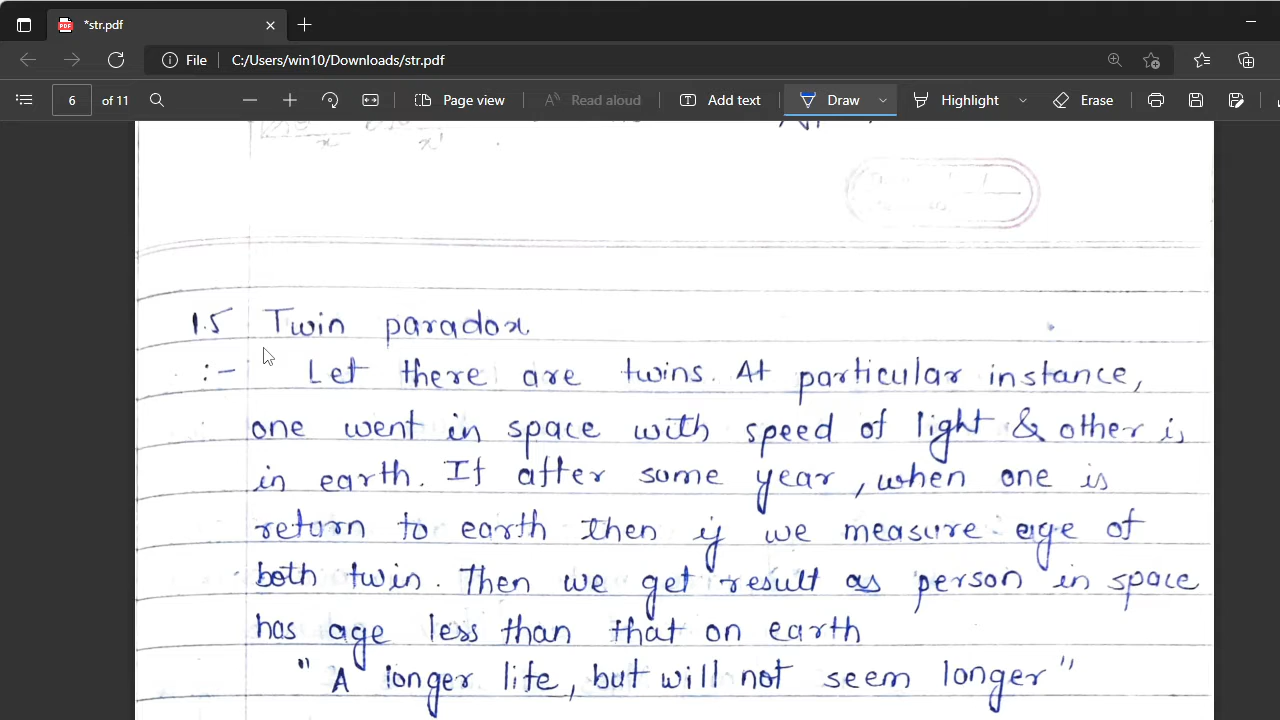 *str.pdf
File C:/Users/win10/Downloads/str.pdf
6 of 11 Page view Read aloud Add text Draw Highlight Erase
1.5 Twin paradox
:- Let there are twins. At particular instance,
one went in space with speed of light & other is
in earth. If after some year, when one is
return to earth then if we measure age of
both twin. Then we get result as person in space
has age less than that on earth
"A longer life, but will not seem longer"